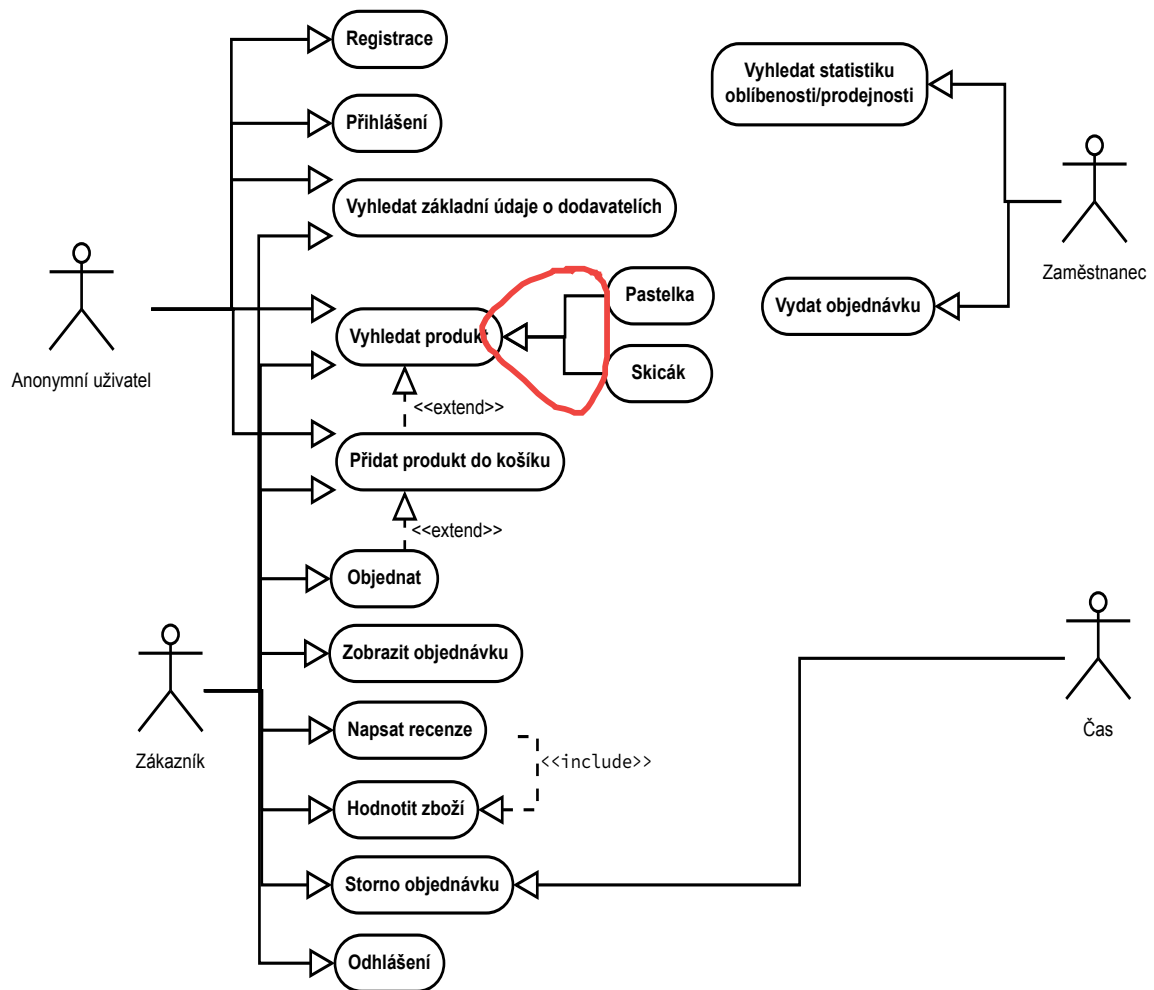 Registrace
Vyhledat statistiku
oblíbenosti/prodejnosti
Přihlášení
Vyhledat základní údaje o dodavatelích
Anonymní uživatel
Zaměstnanec
Pastelka
Vydat objednávku
Vyhledat produkt
Skicák
<<extend>>
Přidat produkt do košíku
<<extend>>
Objednat
Zobrazit objednávku
Zákazník
Čas
Napsat recenze
<<include>>
Hodnotit zboží
Storno objednávku
Odhlášení